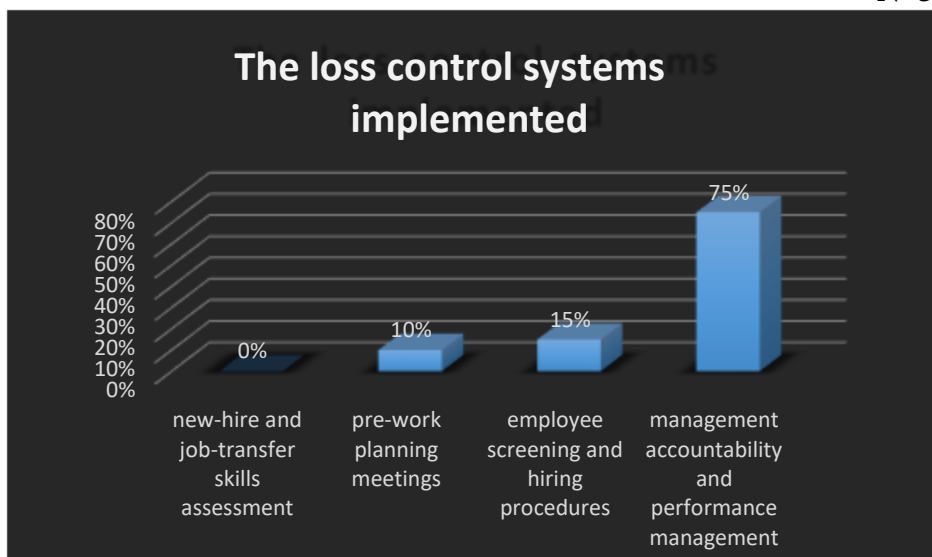 The loss control systems
implemented
80%
70%
60%
50%
40%
30%
20%
10%
0%
0%
10%
15%
75%
new-hire and
job-transfer
skills
assessment
pre-work
planning
meetings
employee
screening and
hiring
procedures
management
accountability
and
performance
management